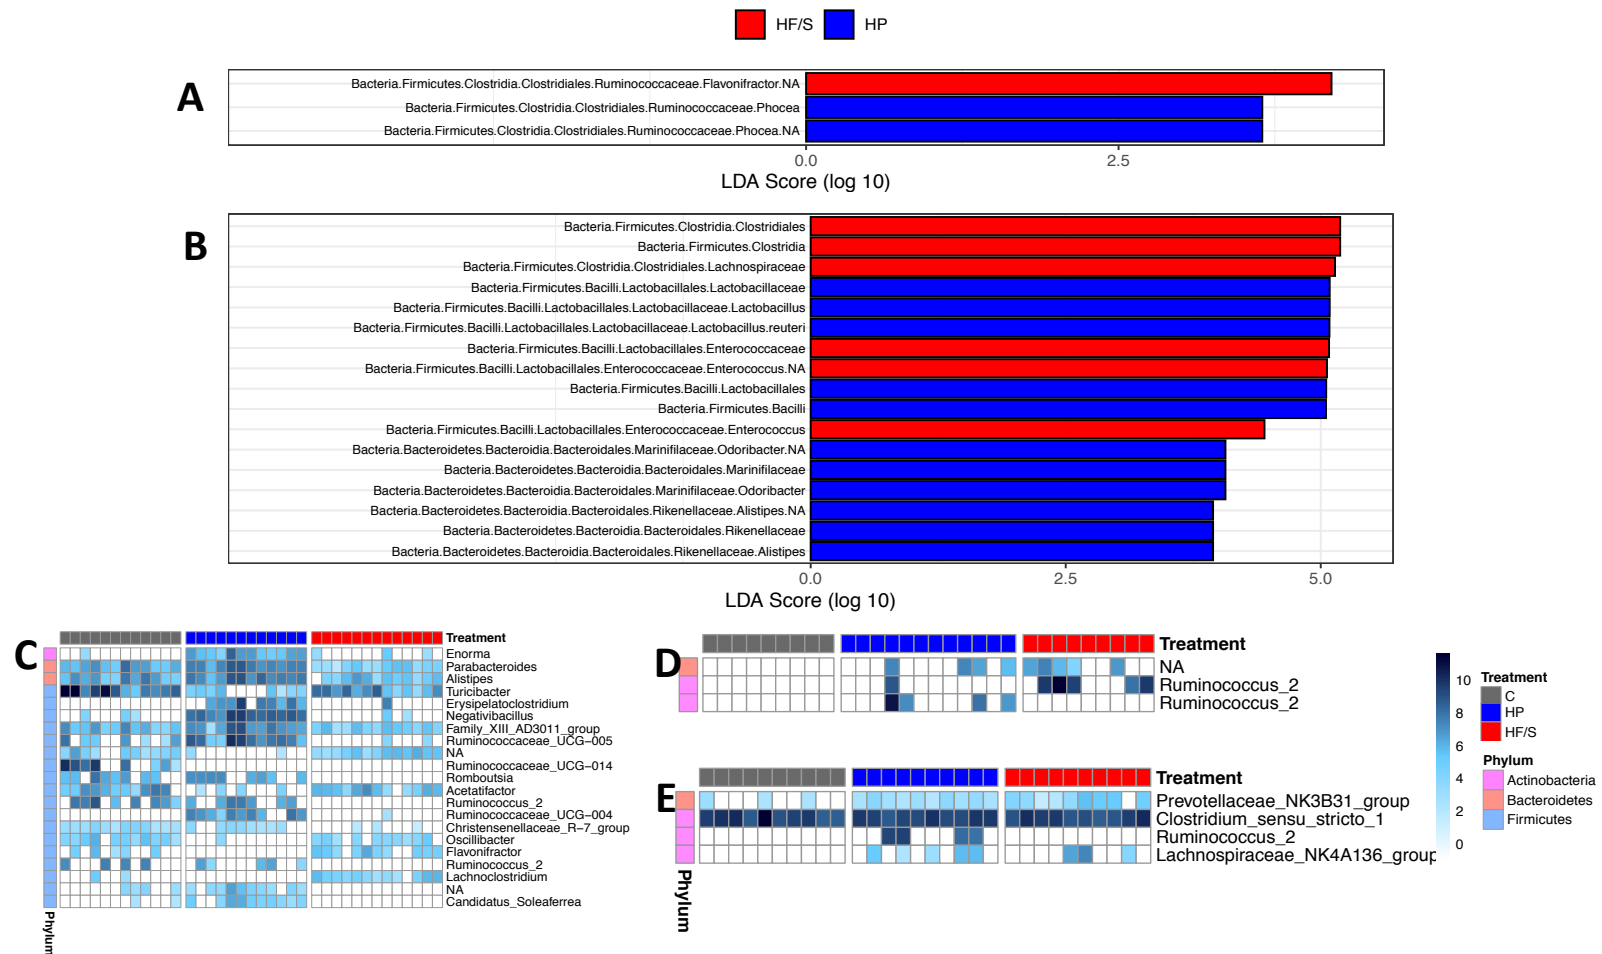 HF/S HP
A
Bacteria.Firmicutes.Clostridia.Clostridiales.Ruminococcaceae.Flavonifractor.NA
Bacteria.Firmicutes.Clostridia.Clostridiales.Ruminococcaceae.Phocea
Bacteria.Firmicutes.Clostridia.Clostridiales.Ruminococcaceae.Phocea.NA
0.0 2.5
LDA Score (log 10)
B
Bacteria.Firmicutes.Clostridia.Clostridiales
Bacteria.Firmicutes.Clostridia
Bacteria.Firmicutes.Clostridia.Clostridiales.Lachnospiraceae
Bacteria.Firmicutes.Bacilli.Lactobacillales.Lactobacillaceae
Bacteria.Firmicutes.Bacilli.Lactobacillales.Lactobacillaceae.Lactobacillus
Bacteria.Firmicutes.Bacilli.Lactobacillales.Lactobacillaceae.Lactobacillus.reuteri
Bacteria.Firmicutes.Bacilli.Lactobacillales.Enterococcaceae
Bacteria.Firmicutes.Bacilli.Lactobacillales.Enterococcaceae.Enterococcus.NA
Bacteria.Firmicutes.Bacilli.Lactobacillales
Bacteria.Firmicutes.Bacilli
Bacteria.Firmicutes.Bacilli.Lactobacillales.Enterococcaceae.Enterococcus
Bacteria.Bacteroidetes.Bacteroidia.Bacteroidales.Marinifilaceae.Odoribacter.NA
Bacteria.Bacteroidetes.Bacteroidia.Bacteroidales.Marinifilaceae
Bacteria.Bacteroidetes.Bacteroidia.Bacteroidales.Marinifilaceae.Odoribacter
Bacteria.Bacteroidetes.Bacteroidia.Bacteroidales.Rikenellaceae.Alistipes.NA
Bacteria.Bacteroidetes.Bacteroidia.Bacteroidales.Rikenellaceae
Bacteria.Bacteroidetes.Bacteroidia.Bacteroidales.Rikenellaceae.Alistipes
0.0 2.5 5.0
LDA Score (log 10)
C
Treatment
Enorma
Parabacteroides
Alistipes
Turicibacter
Erysipelatoclostridium
Negativibacillus
Family_XIII_AD3011_group
Ruminococcaceae_UCG−005
NA
Ruminococcaceae_UCG−014
Romboutsia
Acetatifactor
Ruminococcus_2
Ruminococcaceae_UCG−004
Christensenellaceae_R−7_group
Oscillibacter
Flavonifractor
Ruminococcus_2
Lachnoclostridium
NA
Candidatus_Soleaferrea
Phylum
D
Treatment
NA
Ruminococcus_2
Ruminococcus_2
E
Treatment
Prevotellaceae_NK3B31_group
Clostridium_sensu_stricto_1
Ruminococcus_2
Lachnospiraceae_NK4A136_group
Phylum
10
8
6
4
2
0
Treatment
C
HP
HF/S
Phylum
Actinobacteria
Bacteroidetes
Firmicutes